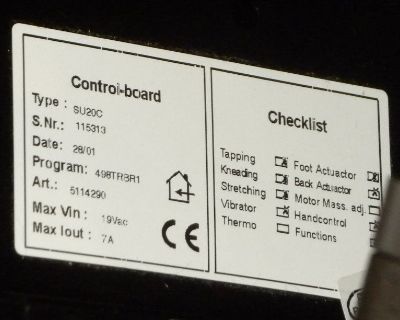 Control-board
Type : SU20C
S.Nr.: 115313
Date: 28/01
Program: 498TRBR1
Art.: 5114290
Max Vin : 19Vac
Max Iout : 7A
CE
Checklist
Tapping
Kneading
Stretching
Vibrator
Thermo
Foot Actuator
Back Actuator
Motor Mass. adj.
Handcontrol
Functions